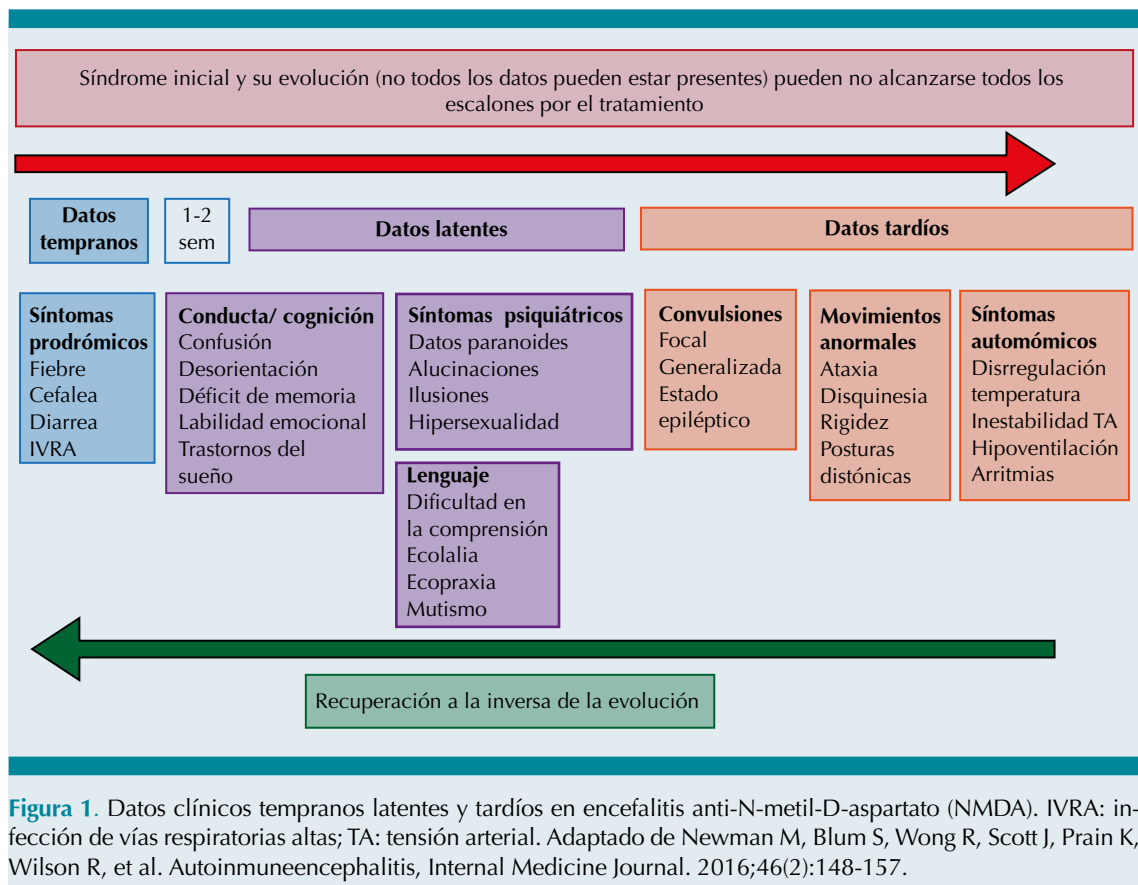 Síndrome inicial y su evolución (no todos los datos pueden estar presentes) pueden no alcanzarse todos los
escalones por el tratamiento
Datos
tempranos
1-2
sem
Datos latentes
Datos tardíos
Síntomas
prodrómicos
Fiebre
Cefalea
Diarrea
IVRA
Conducta/ cognición
Confusión
Desorientación
Déficit de memoria
Labilidad emocional
Trastornos del
sueño
Síntomas psiquiátricos
Datos paranoides
Alucinaciones
Ilusiones
Hipersexualidad
Lenguaje
Dificultad en
la comprensión
Ecolalia
Ecopraxia
Mutismo
Convulsiones
Focal
Generalizada
Estado
epiléptico
Movimientos
anormales
Ataxia
Disquinesia
Rigidez
Posturas
distónicas
Síntomas
automómicos
Disrregulación
temperatura
Inestabilidad TA
Hipoventilación
Arritmias
Recuperación a la inversa de la evolución
Figura 1. Datos clínicos tempranos latentes y tardíos en encefalitis anti-N-metil-D-aspartato (NMDA). IVRA: in-
fección de vías respiratorias altas; TA: tensión arterial. Adaptado de Newman M, Blum S, Wong R, Scott J, Prain K,
Wilson R, et al. Autoinmuneencephalitis, Internal Medicine Journal. 2016;46(2):148-157.